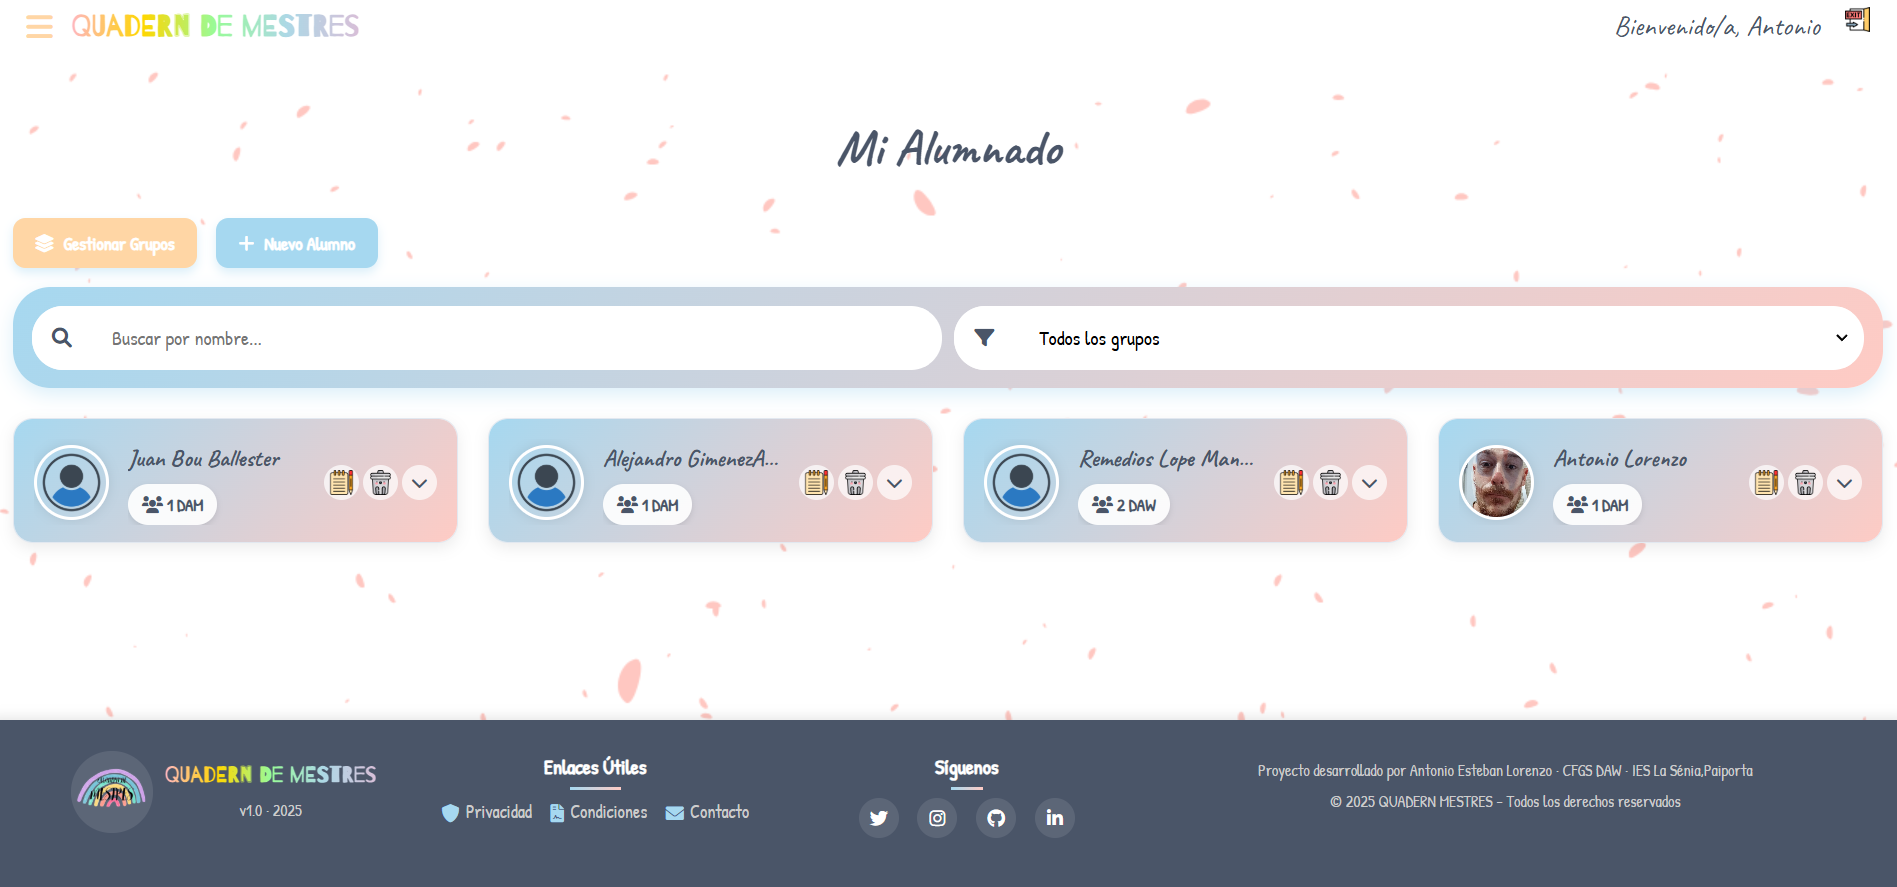 QUADERN DE MESTRES
Bienvenido/a, Antonio
EXIT
Mi Alumnado
Gestionar Grupos
Nuevo Alumno
Buscar por nombre...
Todos los grupos
Juan Bou Ballester
1 DAM
Alejandro GimenezA...
1 DAM
Remedios Lope Man...
2 DAW
Antonio Lorenzo
1 DAM
MESTRES
QUADERN DE MESTRES
v1.0 - 2025
Enlaces Útiles
Privacidad
Condiciones
Contacto
Síguenos
Proyecto desarrollado por Antonio Esteban Lorenzo - CFGS DAW - IES La Sénia,Paiporta
© 2025 QUADERN MESTRES – Todos los derechos reservados